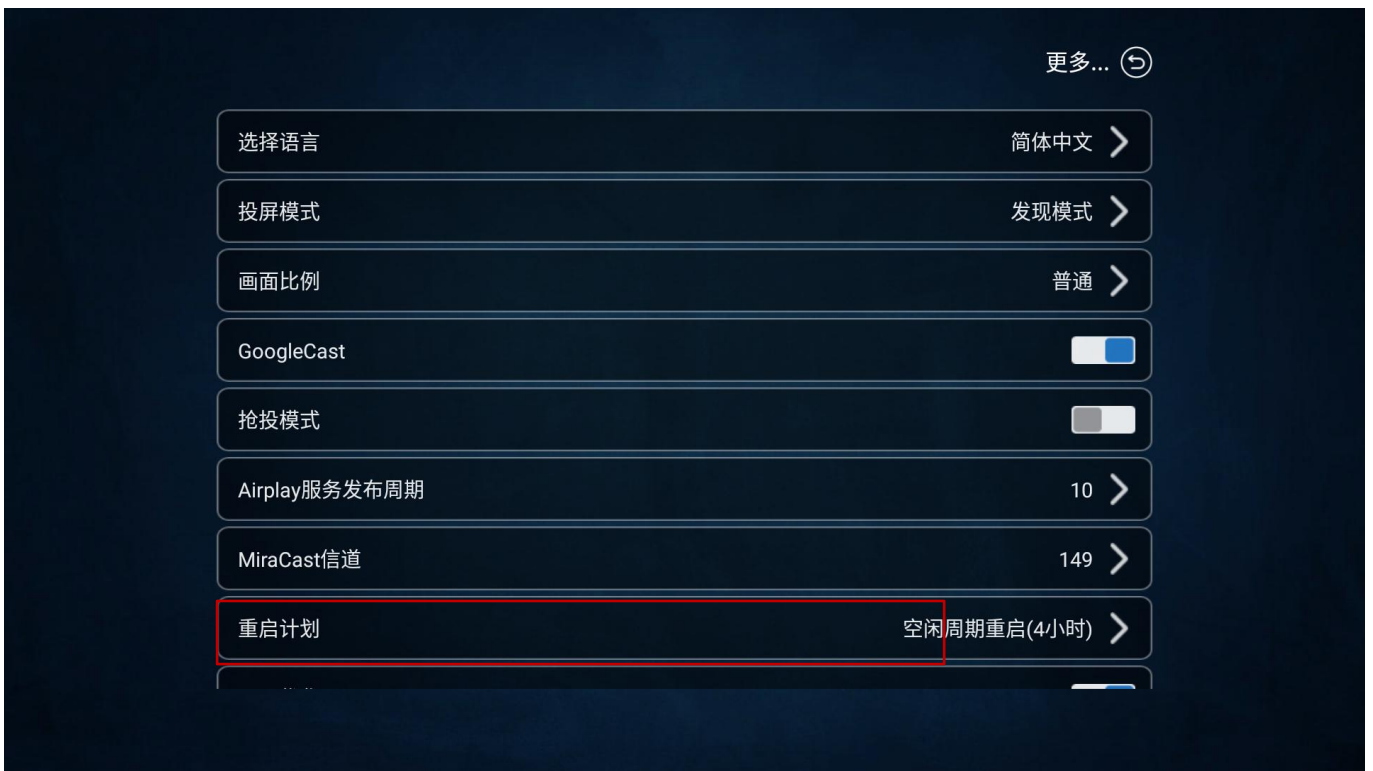 更多...
选择语言 简体中文
投屏模式 发现模式
画面比例 普通
GoogleCast
抢投模式
Airplay服务发布周期 10
MiraCast信道 149
重启计划 空闲周期重启(4小时)